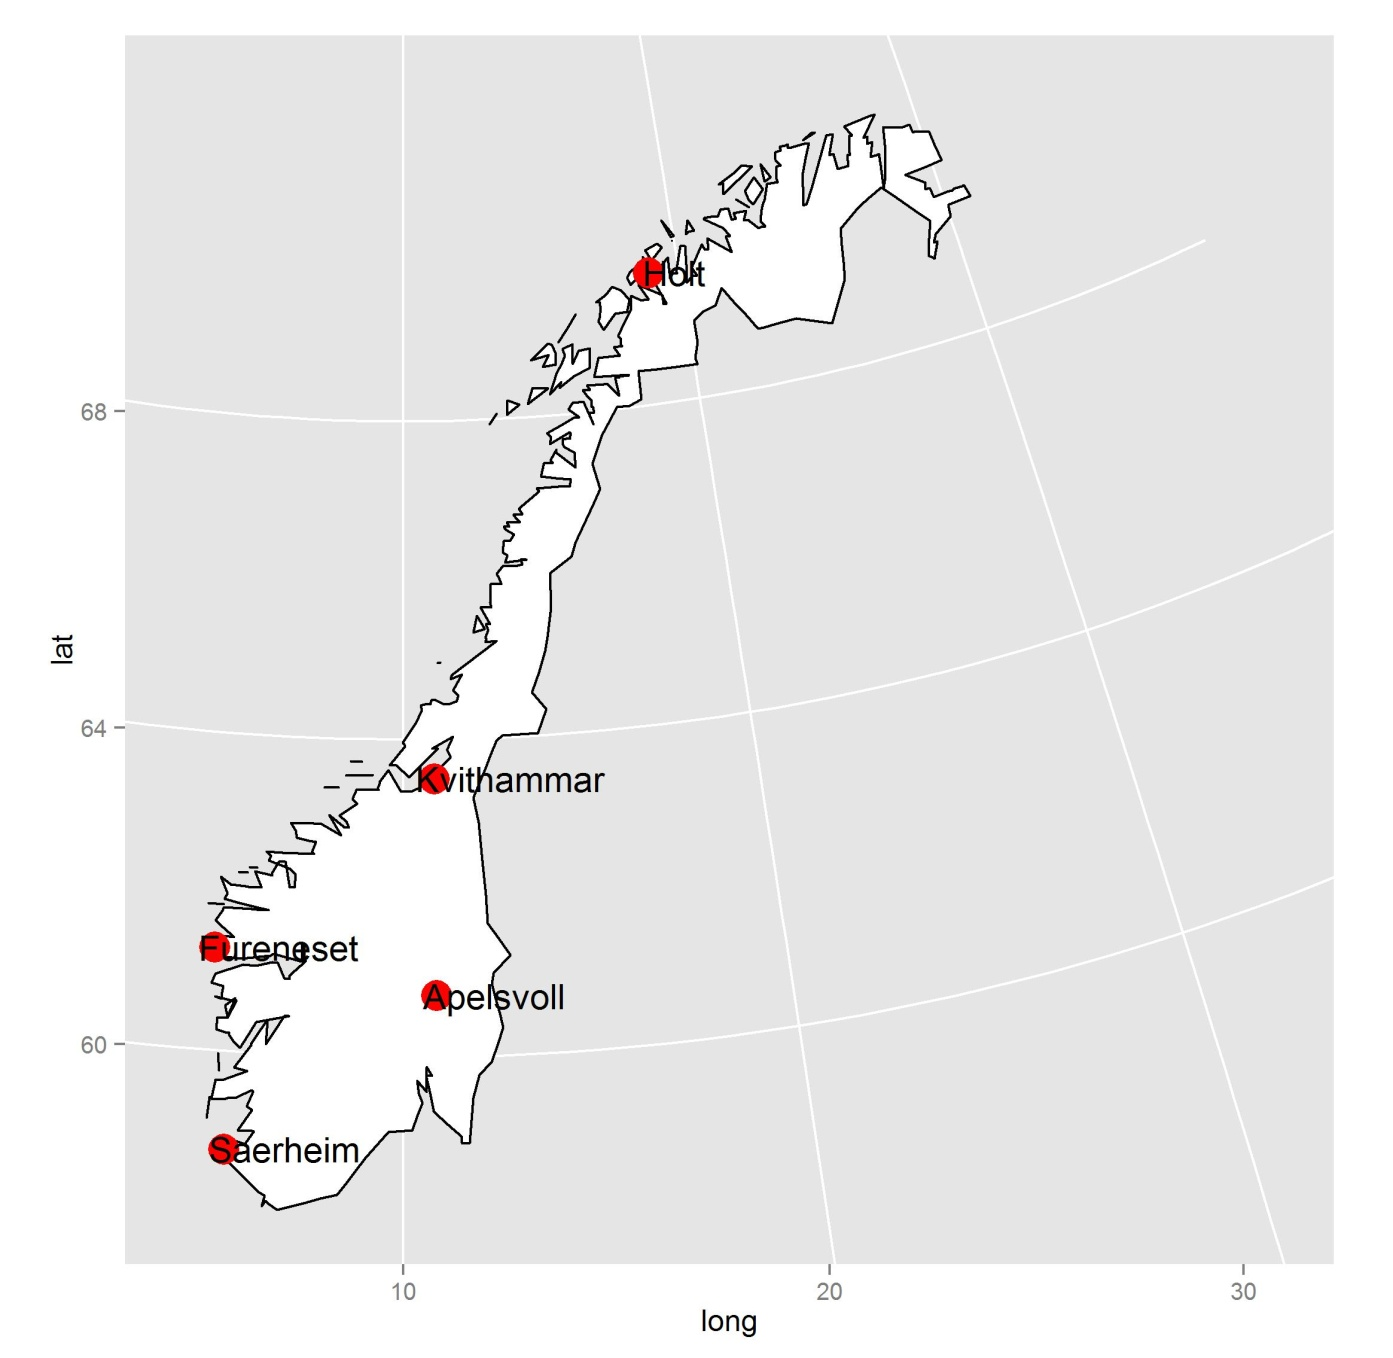 Holt
68
lat
64
Kvithammar
Fureneset
Apelsvoll
60
Saerheim
10
20
30
long